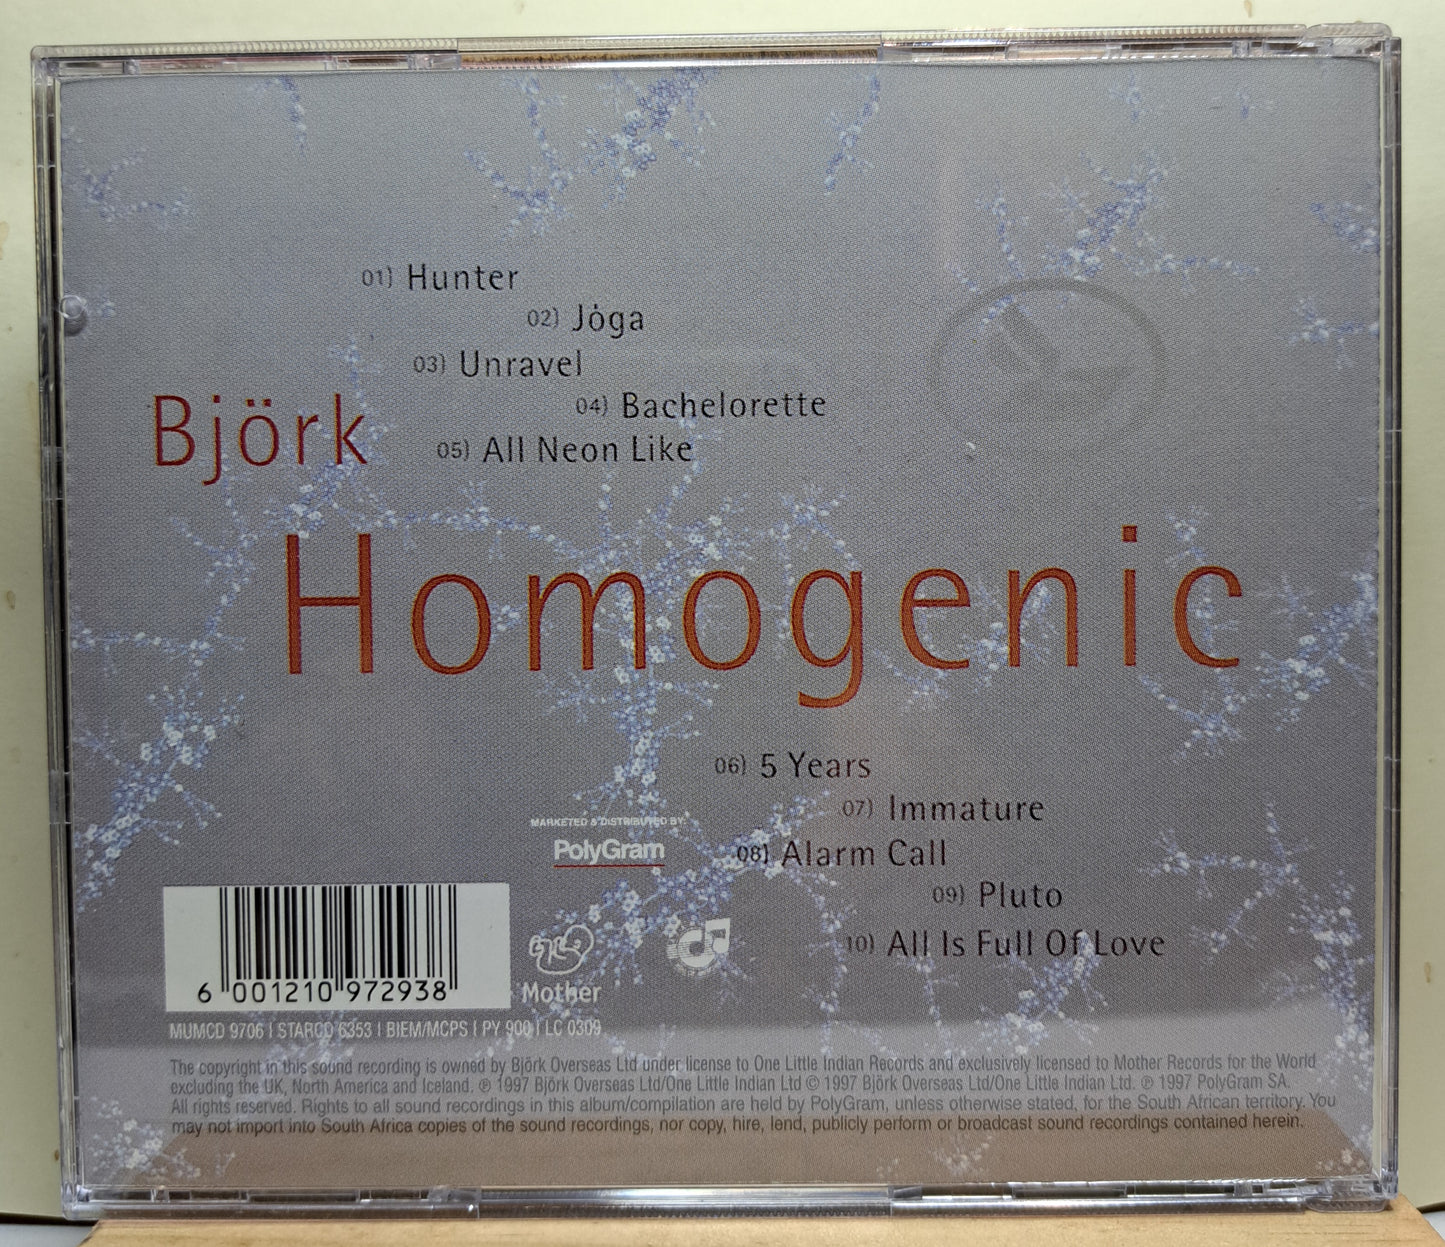 01) Hunter
02) Jóga
03) Unravel
04) Bachelorette
05) All Neon Like
Björk
Homogenic
06) 5 Years
07) Immature
08) Alarm Call
09) Pluto
10) All Is Full Of Love
MARKETED & DISTRIBUTED BY:
PolyGram
6 001210 972938
Mother
MUMCD 9706 | STARCD 6353 | BIEM/MCPS | PY 900 | LC 0309
The copyright in this sound recording is owned by Björk Overseas Ltd under license to One Little Indian Records and exclusively licensed to Mother Records for the World
excluding the UK, North America and Iceland. ℗ 1997 Björk Overseas Ltd/One Little Indian Ltd © 1997 Björk Overseas Ltd/One Little Indian Ltd. ℗ 1997 PolyGram SA.
All rights reserved. Rights to all sound recordings in this album/compilation are held by PolyGram, unless otherwise stated, for the South African territory. You
may not import into South Africa copies of the sound recordings, nor copy, hire, lend, publicly perform or broadcast sound recordings contained herein.